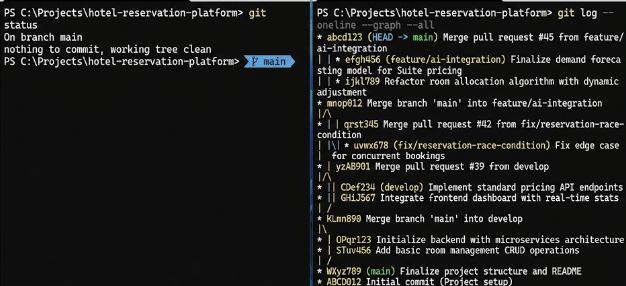 PS C:\Projects\hotel-reservation-platform> git
status
On branch main
nothing to commit, working tree clean
PS C:\Projects\hotel-reservation-platform> main
PS C:\Projects\hotel-reservation-platform> git log --
oneline --graph --all
* abcd123 (HEAD -> main) Merge pull request #45 from feature/
ai-integration
| | * efgh456 (feature/ai-integration) Finalize demand foreca
sting model for Suite pricing
| | * ijkl789 Refactor room allocation algorithm with dynamic
adjustment
* mnop012 Merge branch 'main' into feature/ai-integration
|/\
* | | qrst345 Merge pull request #42 from fix/reservation-race-
condition
| |\| * uvwx678 (fix/reservation-race-condition) Fix edge case
| for concurrent bookings
* | yzAB901 Merge pull request #39 from develop
|/\
* || CDef234 (develop) Implement standard pricing API endpoints
* || GHiJ567 Integrate frontend dashboard with real-time stats
| /
* KLmn890 Merge branch 'main' into develop
|\
* | OPqr123 Initialize backend with microservices architecture
* | STuv456 Add basic room management CRUD operations
| /
* WXyz789 (main) Finalize project structure and README
* ABCD012 Initial commit (Project setup)